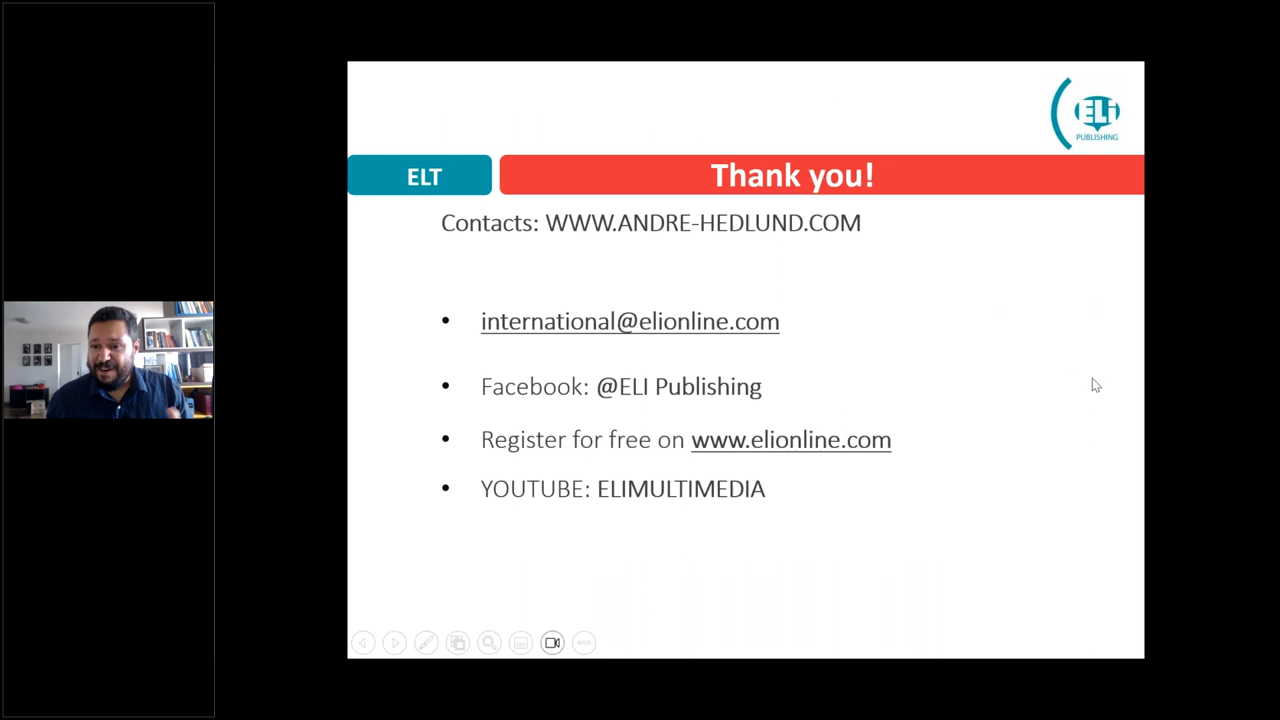 ELi
PUBLISHING
ELT
Thank you!
Contacts: WWW.ANDRE-HEDLUND.COM
• international@elionline.com
• Facebook: @ELI Publishing
• Register for free on www.elionline.com
• YOUTUBE: ELIMULTIMEDIA